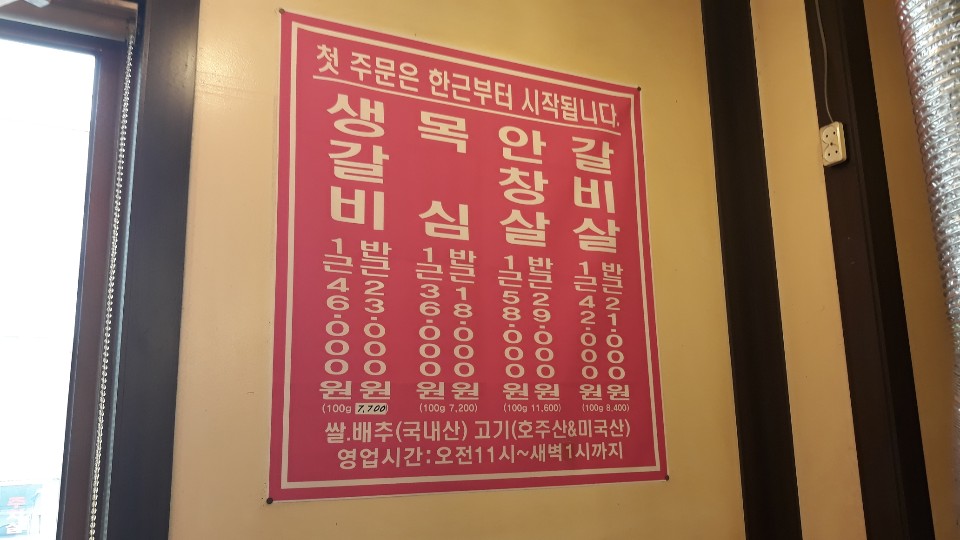 첫 주문은 한근부터 시작됩니다.
생갈비
1근 46.000원
반근 23.000원
(100g 7,700)
목심
1근 36.000원
반근 18.000원
(100g 7,200)
안창살
1근 58.000원
반근 29.000원
(100g 11,600)
갈비살
1근 42.000원
반근 21.000원
(100g 8,400)
쌀.배추(국내산) 고기(호주산&미국산)
영업시간:오전11시~새벽1시까지